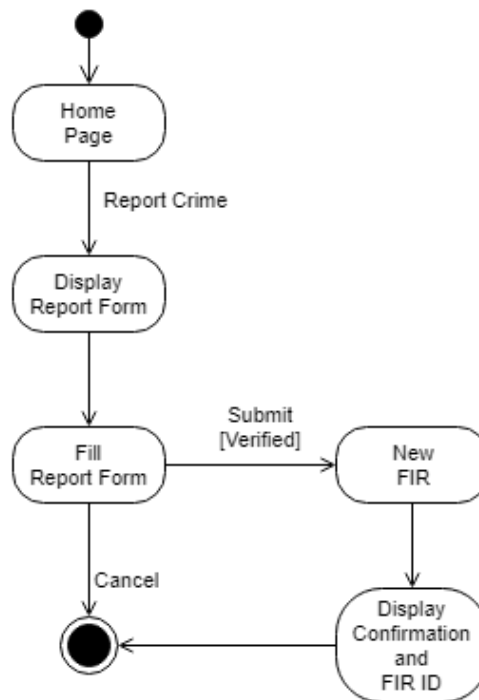 Home
Page
Report Crime
Display
Report Form
Submit
[Verified]
Fill
Report Form
New
FIR
Cancel
Display
Confirmation
and
FIR ID